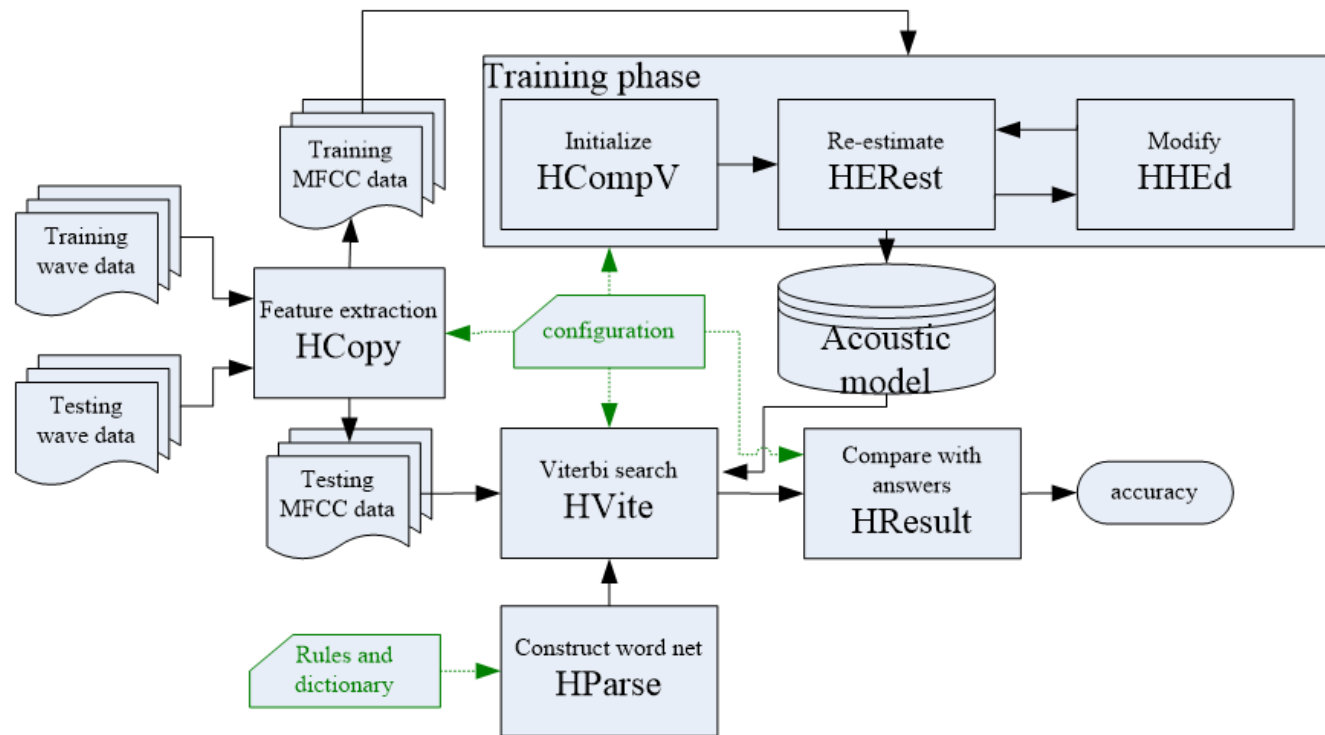 Training phase
Initialize
HCompV
Re-estimate
HERest
Modify
HHEd
Training
MFCC data
Training
wave data
Feature extraction
HCopy
configuration
Acoustic
model
Testing
wave data
Testing
MFCC data
Viterbi search
HVite
Compare with
answers
HResult
accuracy
Rules and
dictionary
Construct word net
HParse